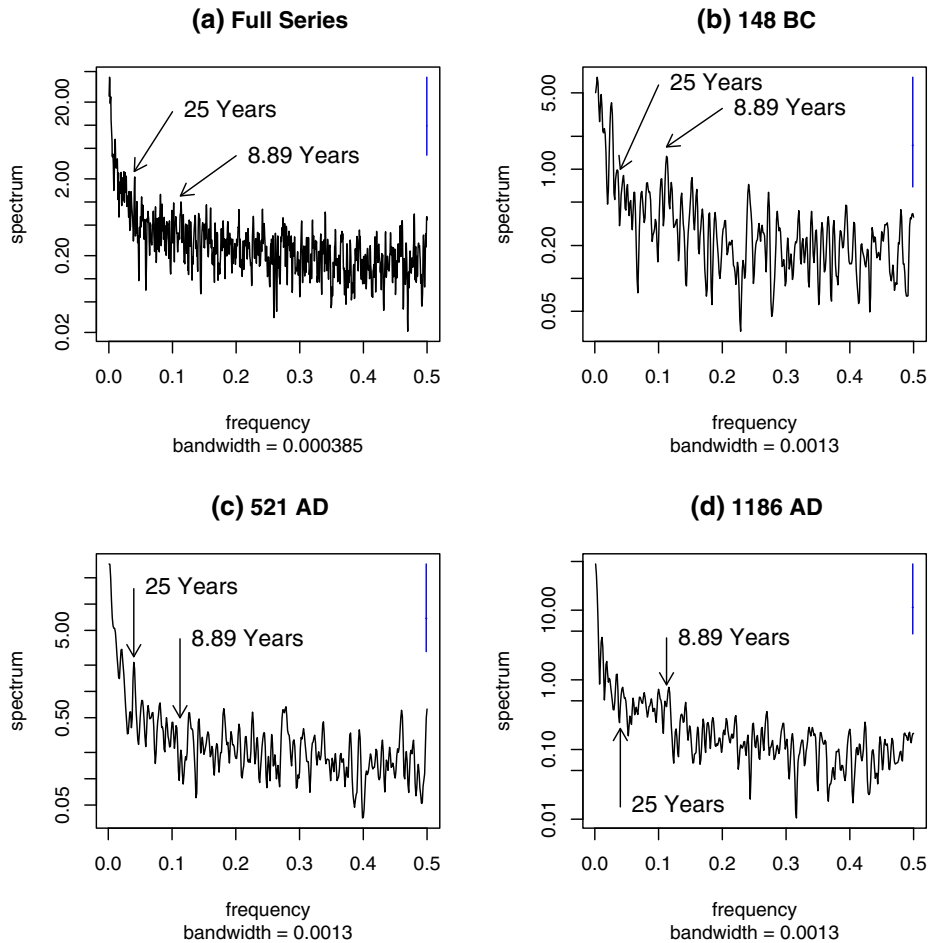 (a) Full Series
spectrum
20.00
2.00
0.20
0.02
25 Years
8.89 Years
0.0 0.1 0.2 0.3 0.4 0.5
frequency
bandwidth = 0.000385
(b) 148 BC
spectrum
5.00
1.00
0.20
0.05
25 Years
8.89 Years
0.0 0.1 0.2 0.3 0.4 0.5
frequency
bandwidth = 0.0013
(c) 521 AD
spectrum
5.00
0.50
0.05
25 Years
8.89 Years
0.0 0.1 0.2 0.3 0.4 0.5
frequency
bandwidth = 0.0013
(d) 1186 AD
spectrum
10.00
1.00
0.10
0.01
8.89 Years
25 Years
0.0 0.1 0.2 0.3 0.4 0.5
frequency
bandwidth = 0.0013